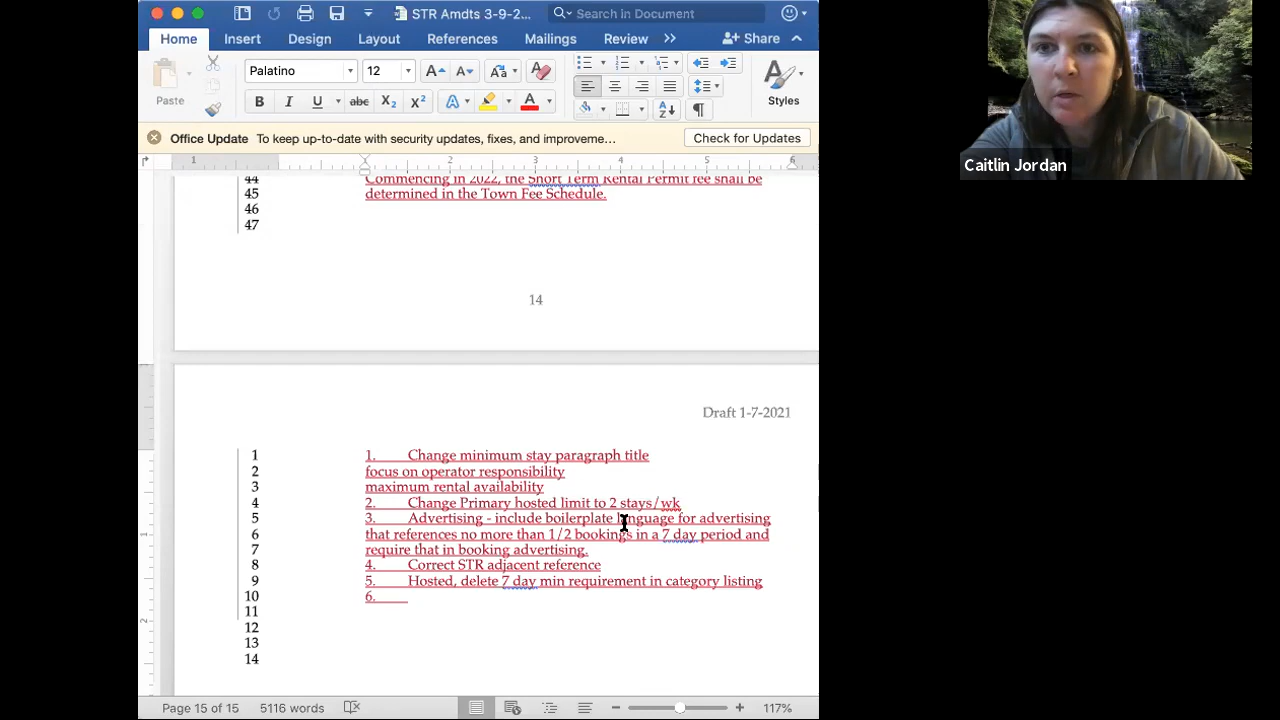 STR Amdts 3-9-2...
Search in Document
Home
Insert
Design
Layout
References
Mailings
Review
Share
Paste
Palatino
12
Styles
Office Update To keep up-to-date with security updates, fixes, and improveme...
Check for Updates
1 2 3 4 5 6
44 Commencing in 2022, the Short Term Rental Permit fee shall be
45 determined in the Town Fee Schedule.
46
47
14
Draft 1-7-2021
1 1. Change minimum stay paragraph title
2 focus on operator responsibility
3 maximum rental availability
4 2. Change Primary hosted limit to 2 stays/wk
5 3. Advertising - include boilerplate language for advertising
6 that references no more than 1/2 bookings in a 7 day period and
7 require that in booking advertising.
8 4. Correct STR adjacent reference
9 5. Hosted, delete 7 day min requirement in category listing
10 6.
11
12
13
14
Page 15 of 15 5116 words
117%
Caitlin Jordan